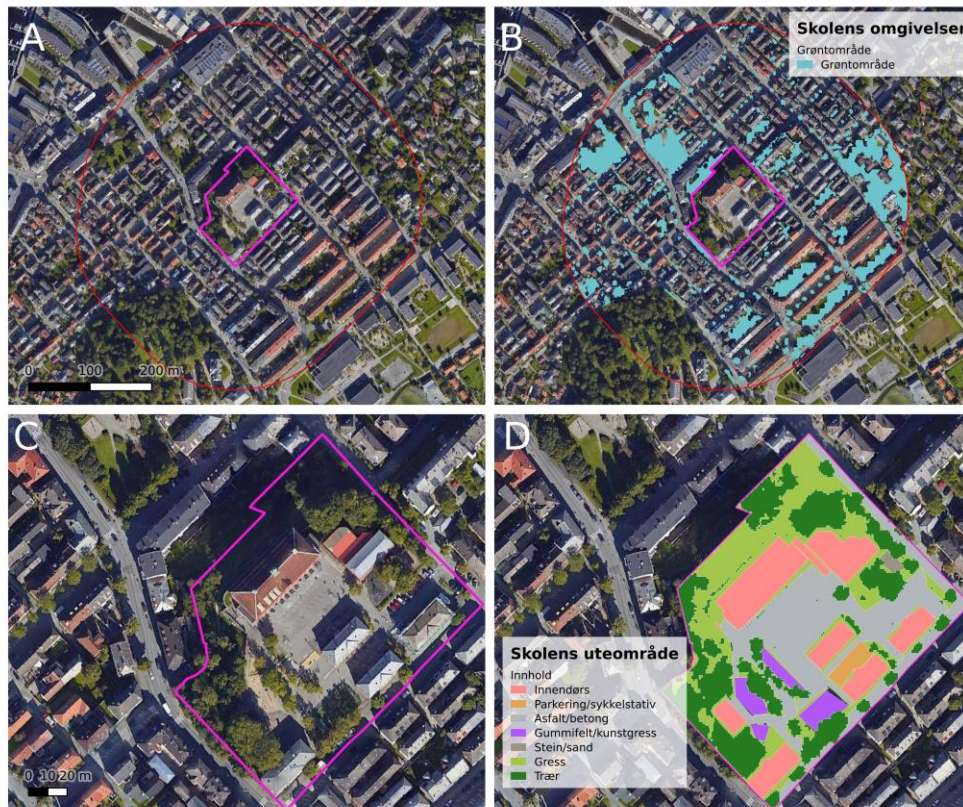 A
B
Skolens omgivelser
Grøntområde
Grøntområde
0 100 200 m
C
D
Skolens uteområde
Innhold
Innendørs
Parkering/sykkelstativ
Asfalt/betong
Gummifelt/kunstgress
Stein/sand
Gress
Trær
0 10 20 m